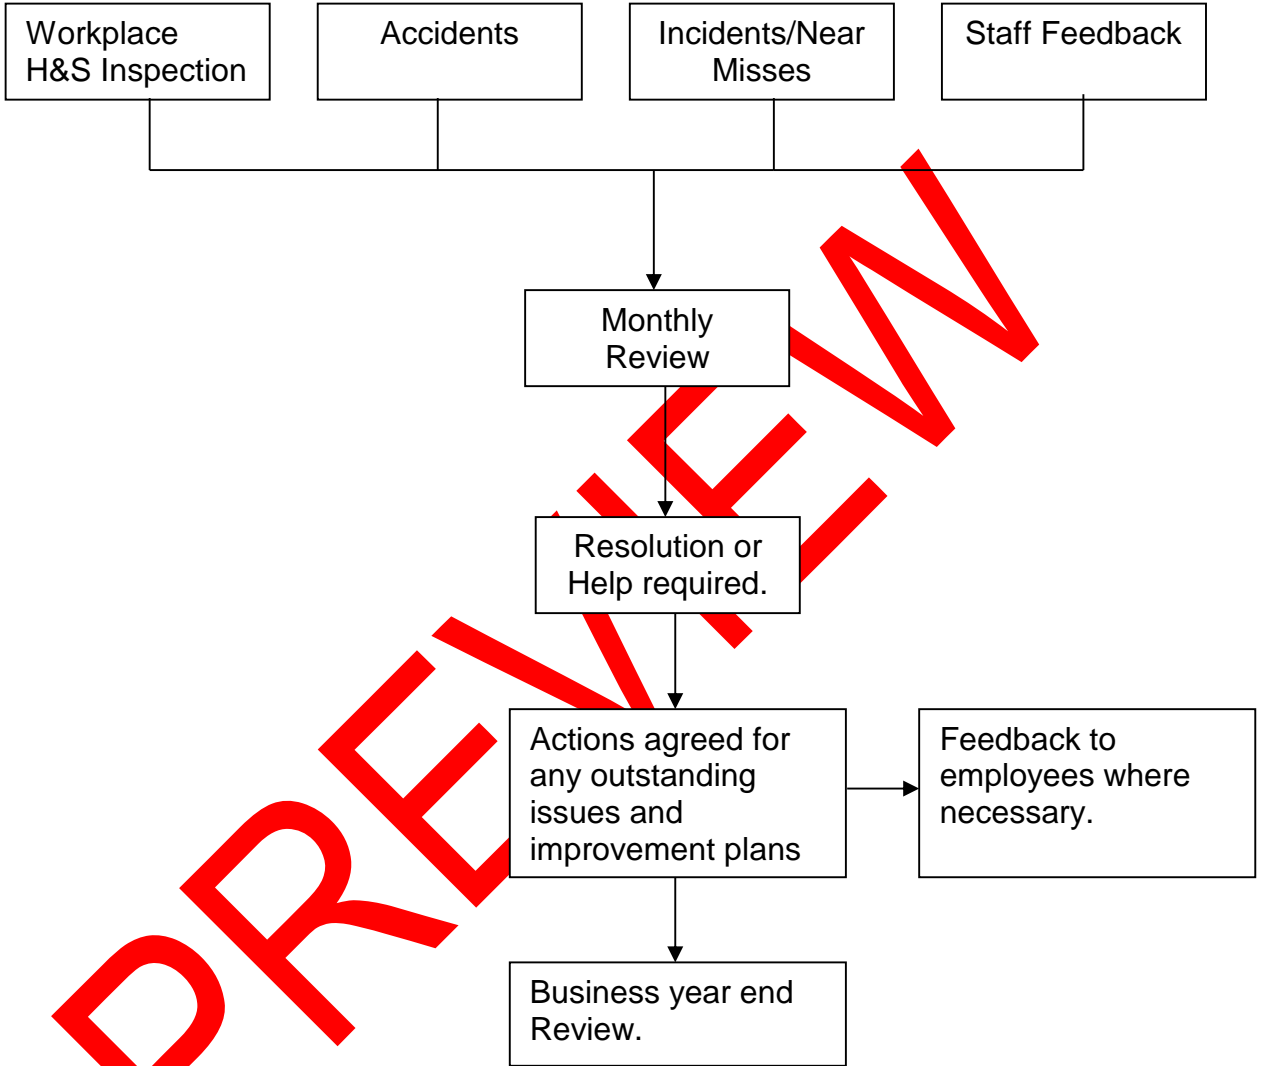 Workplace
H&S Inspection
Accidents
Incidents/Near
Misses
Staff Feedback
Monthly
Review
Resolution or
Help required.
Actions agreed for
any outstanding
issues and
improvement plans
Feedback to
employees where
necessary.
Business year end
Review.
PREVIEW